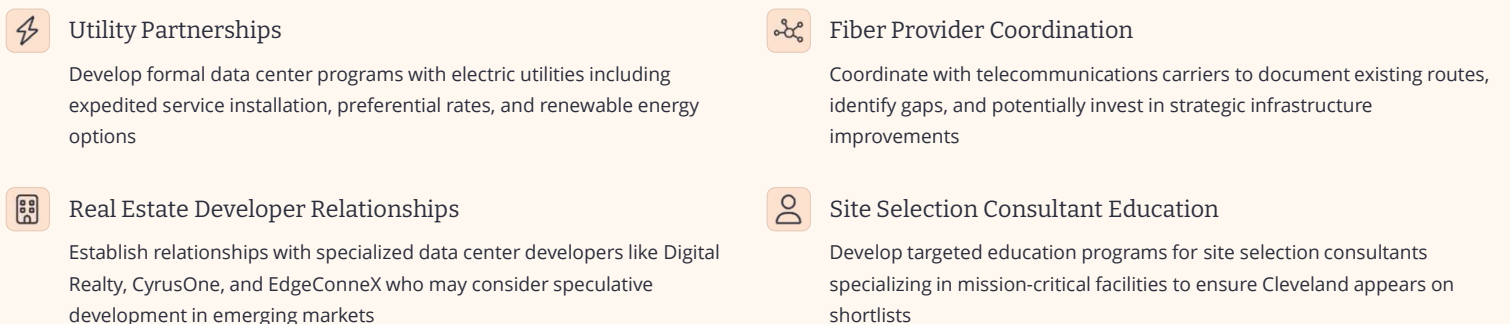 Utility Partnerships
Develop formal data center programs with electric utilities including
expedited service installation, preferential rates, and renewable energy
options
Fiber Provider Coordination
Coordinate with telecommunications carriers to document existing routes,
identify gaps, and potentially invest in strategic infrastructure
improvements
Real Estate Developer Relationships
Establish relationships with specialized data center developers like Digital
Realty, CyrusOne, and EdgeConneX who may consider speculative
development in emerging markets
Site Selection Consultant Education
Develop targeted education programs for site selection consultants
specializing in mission-critical facilities to ensure Cleveland appears on
shortlists